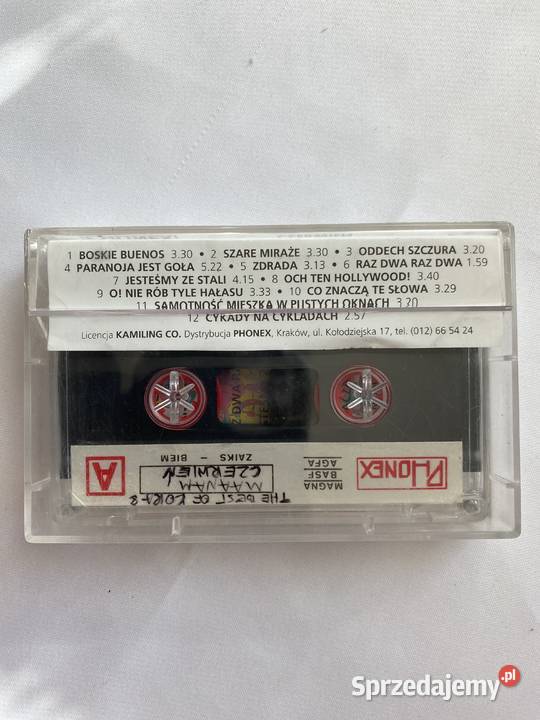 1 BOSKIE BUENOS 3.30 • 2 SZARE MIRAŻE 3.30 • 3 ODDECH SZCZURA 3.20
4 PARANOJA JEST GOŁA 5.22 • 5 ZDRADA 3.13 • 6 RAZ DWA RAZ DWA 1.59
7 JESTEŚMY ZE STALI 4.15 • 8 OCH TEN HOLLYWOOD! 3.40
9 O! NIE RÓB TYLE HAŁASU 3.33 • 10 CO ZNACZĄ TE SŁOWA 3.29
11 SAMOTNOŚĆ MIESZKA W PUSTYCH OKNACH 3.20
12 CYKADY NA CYKLADACH 2.57
Licencja KAMILING CO. Dystrybucja PHONEX, Kraków, ul. Kołodziejska 17, tel. (012) 66 54 24
Z DWA
PHONEX
MAGNA
BASF
AGFA
THE BEST OF KORA &
MAANAM
CZERWIEŃ
ZAIKS – BIEM
A
Sprzedajemy.pl